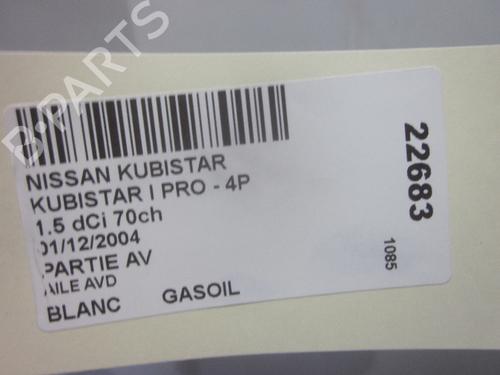 B-PARTS
NISSAN KUBISTAR
KUBISTAR I PRO - 4P
1.5 dCi 70ch
01/12/2004
PARTIE AV
AILE AVD
BLANC GASOIL
22683
1085